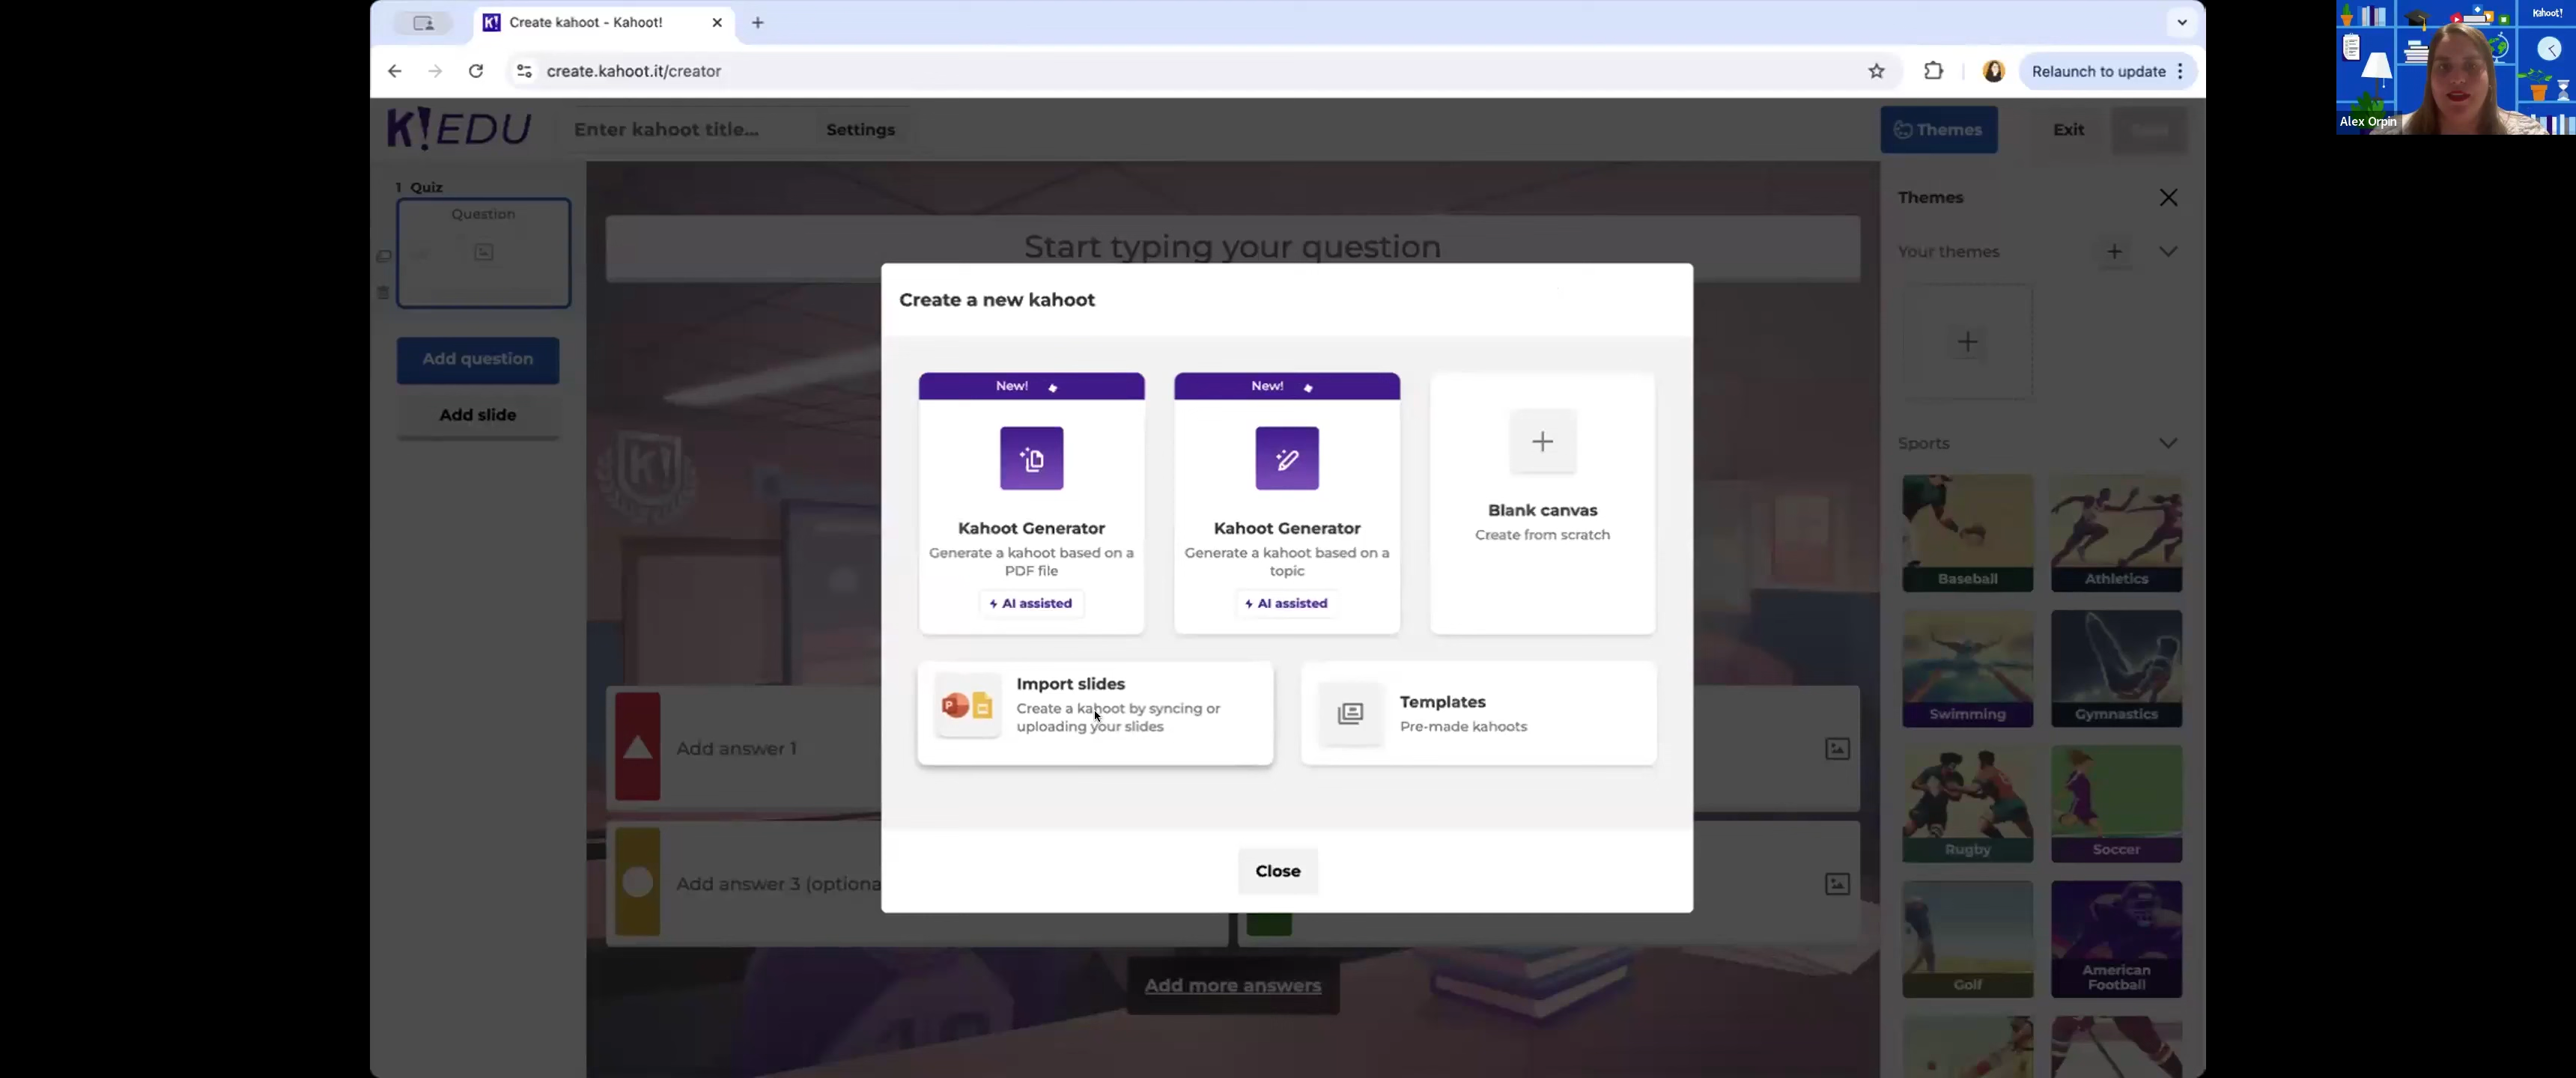 Create kahoot - Kahoot!
create.kahoot.it/creator
Relaunch to update
Kahoot!
Alex Orpin
K!EDU
Enter kahoot title...
Settings
Themes
Exit
1 Quiz
Question
Add question
Add slide
Start typing your question
Create a new kahoot
New!
Kahoot Generator
Generate a kahoot based on a
PDF file
AI assisted
New!
Kahoot Generator
Generate a kahoot based on a
topic
AI assisted
Blank canvas
Create from scratch
Import slides
Create a kahoot by syncing or
uploading your slides
Templates
Pre-made kahoots
Close
Add answer 1
Add answer 3 (optiona
Add more answers
Themes
Your themes
Sports
Baseball
Athletics
Swimming
Gymnastics
Rugby
Soccer
Golf
American
Football